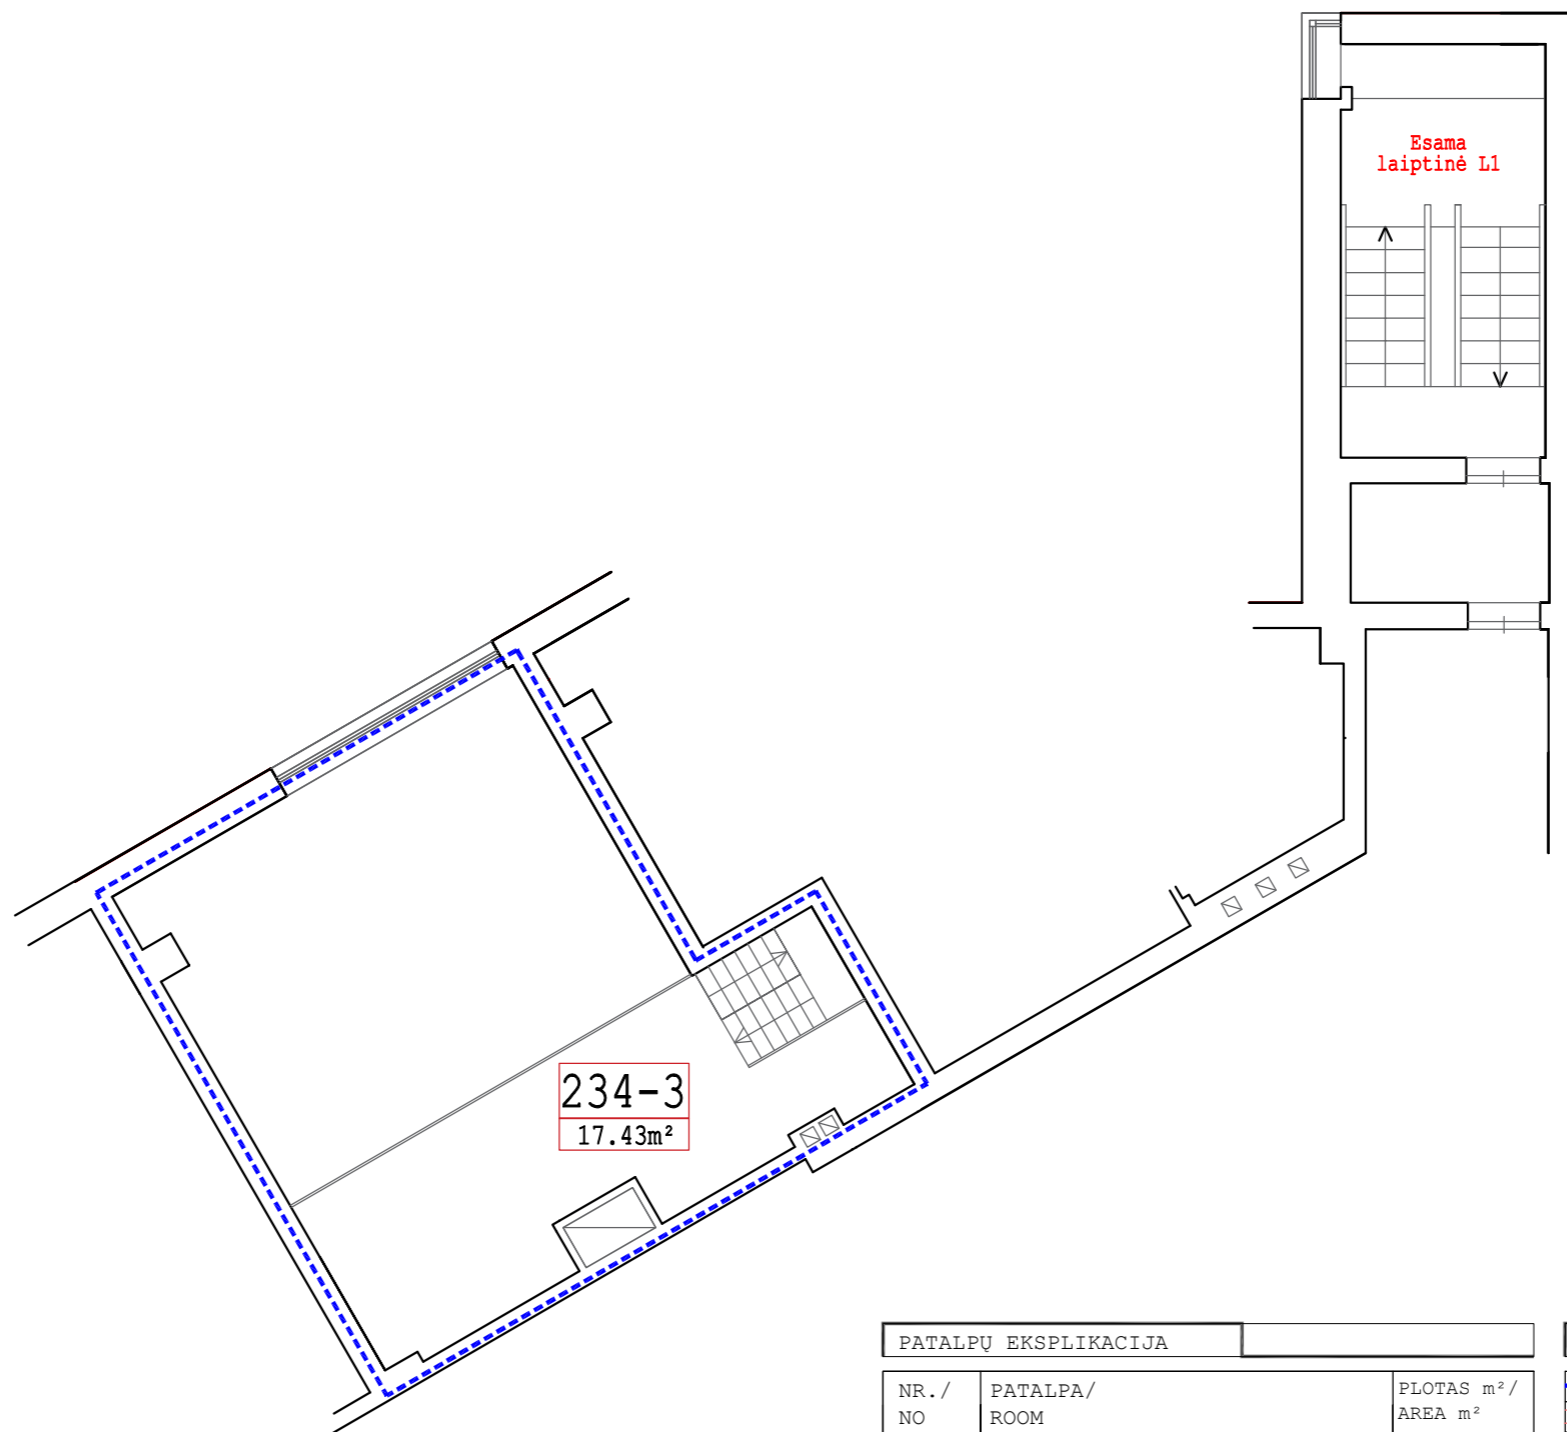 Esama
laiptinė L1
234-3
17.43m²
PATALPŲ EKSPLIKACIJA
NR./ PATALPA/ PLOTAS m²/
NO ROOM AREA m²